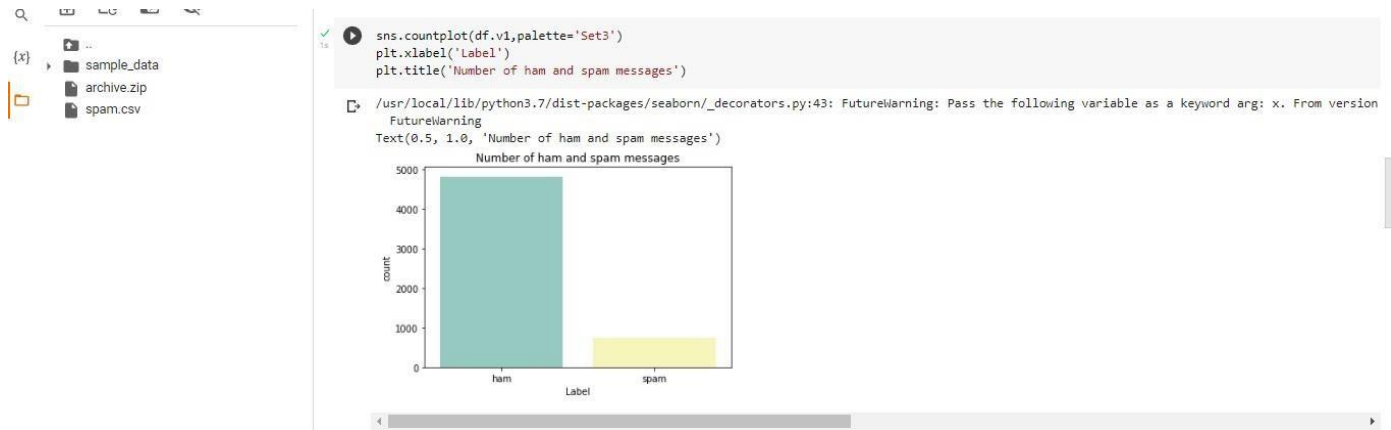 {x}
..
sample_data
archive.zip
spam.csv
1s
sns.countplot(df.v1,palette='Set3')
plt.xlabel('Label')
plt.title('Number of ham and spam messages')
/usr/local/lib/python3.7/dist-packages/seaborn/_decorators.py:43: FutureWarning: Pass the following variable as a keyword arg: x. From version
FutureWarning
Text(0.5, 1.0, 'Number of ham and spam messages')
Number of ham and spam messages
5000
4000
3000
2000
1000
0
count
ham spam
Label